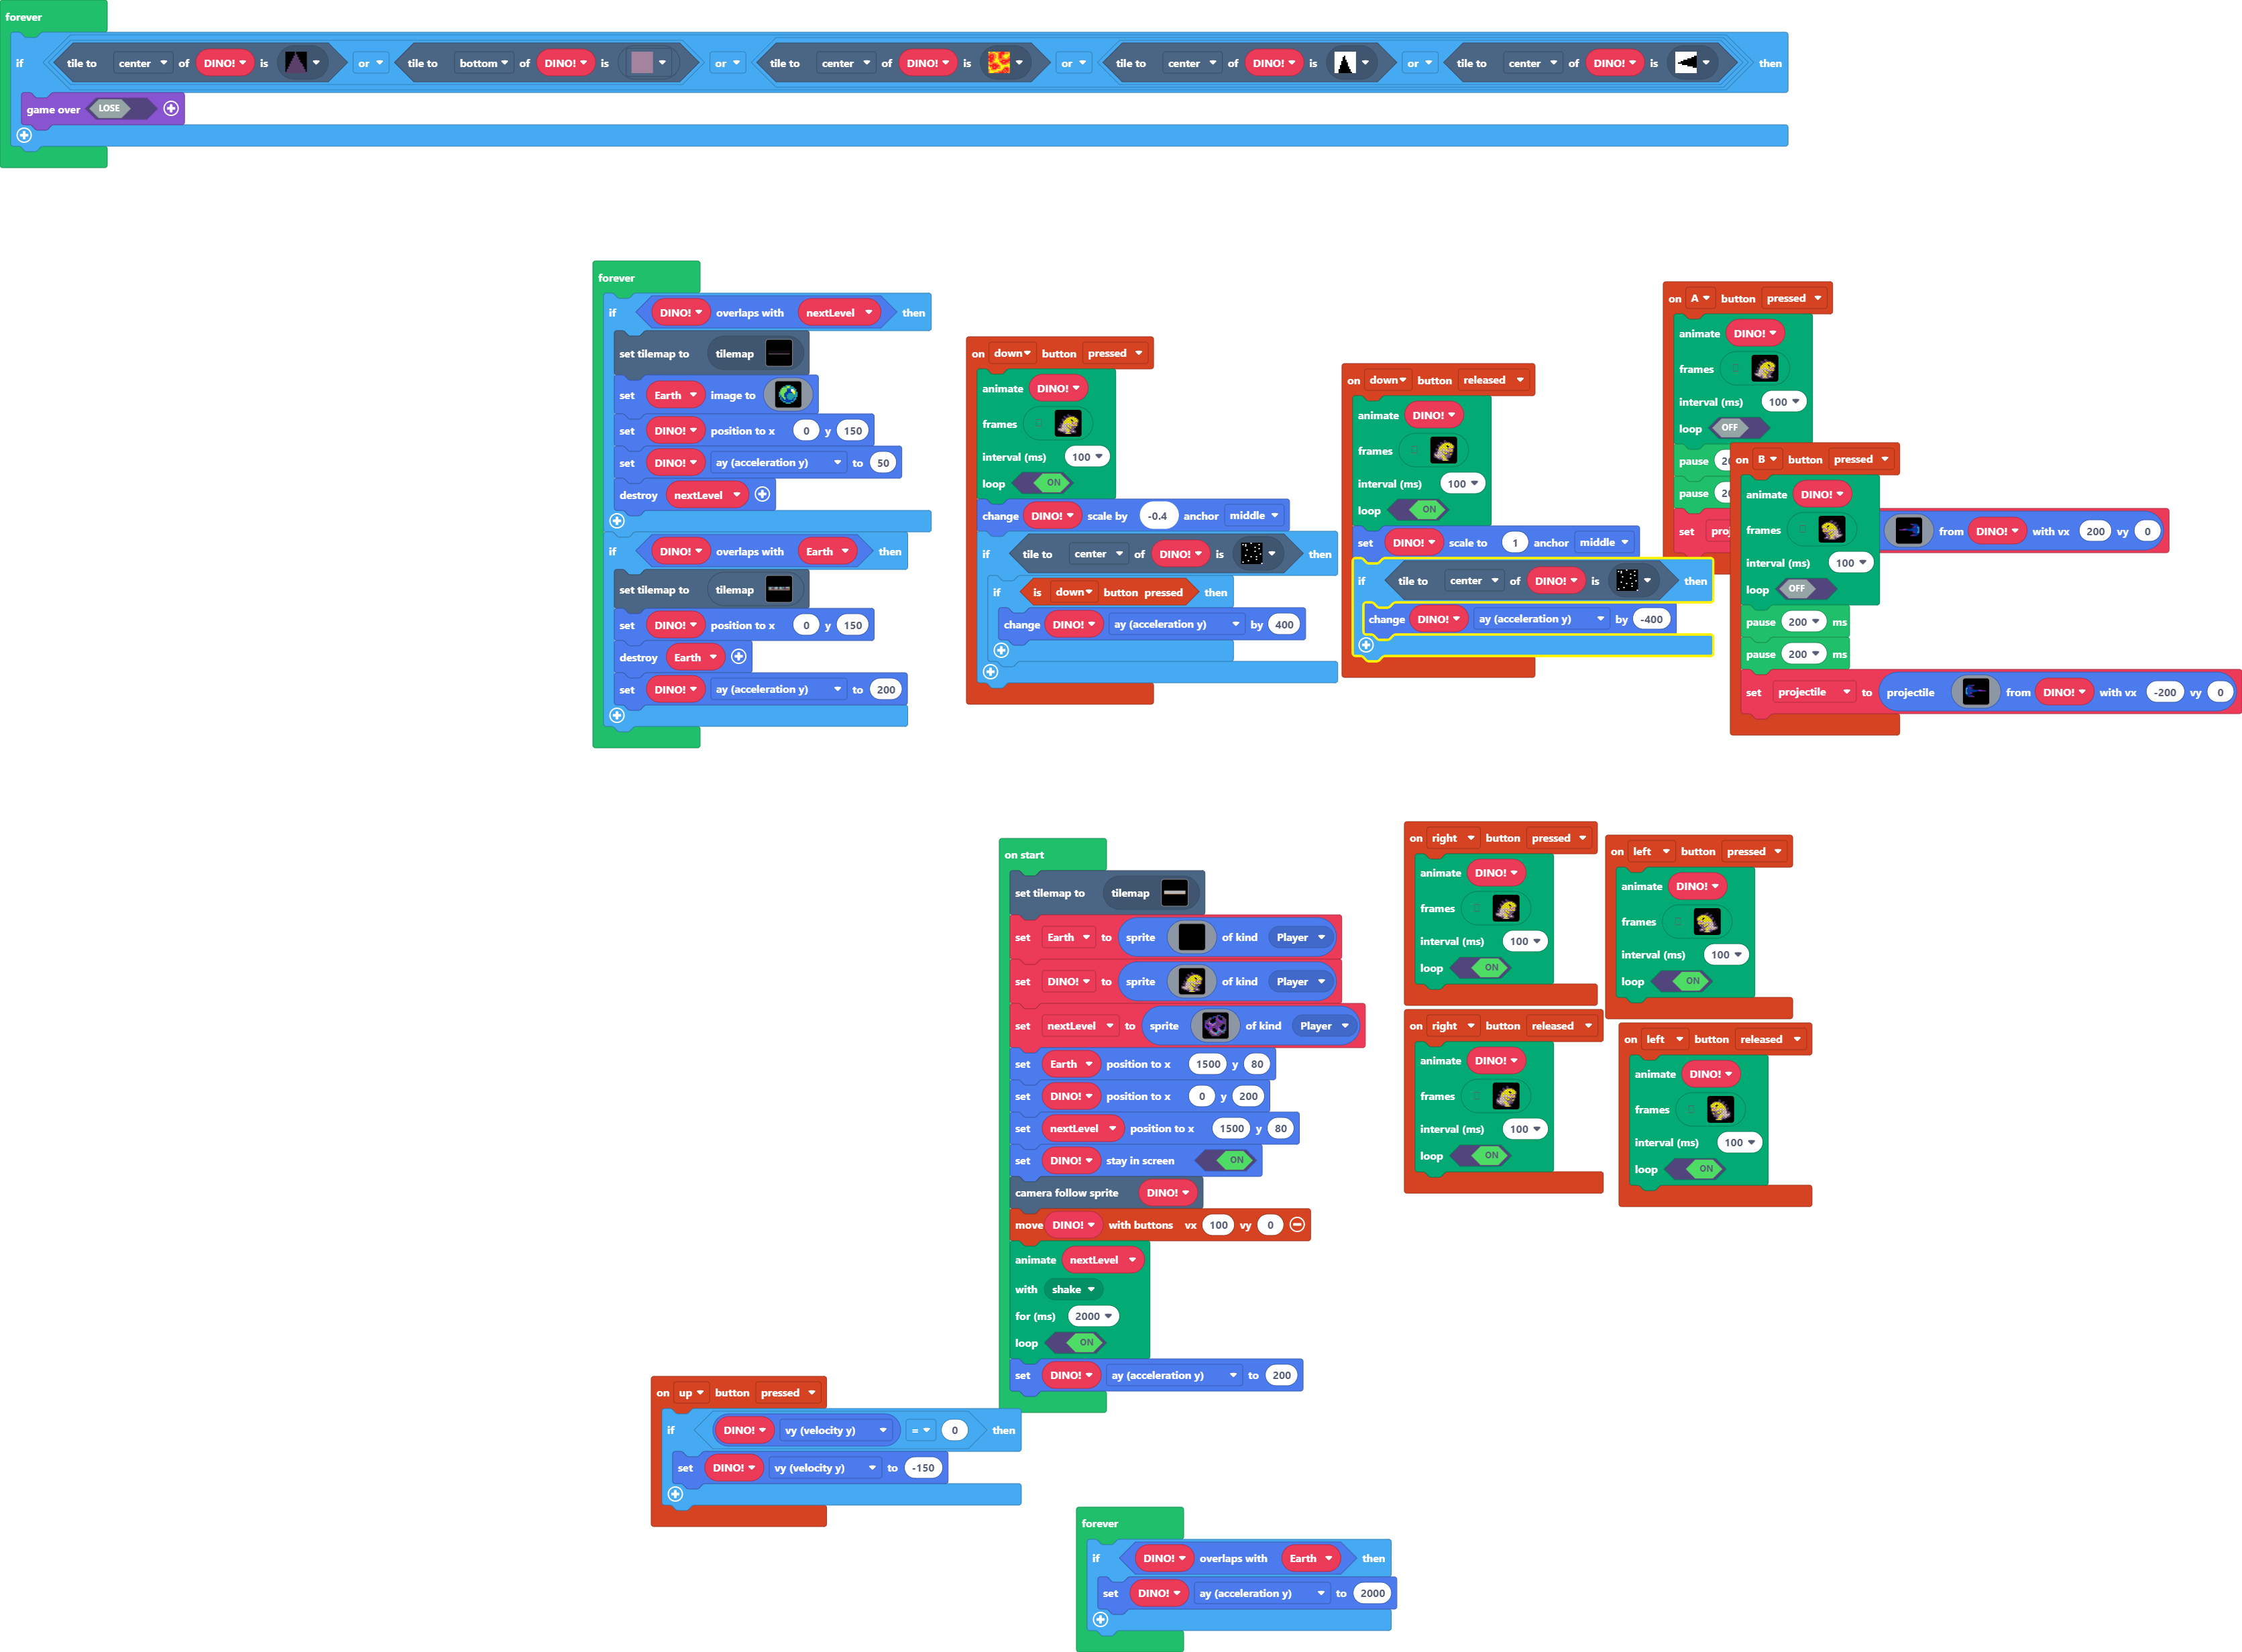 forever
if tile to center of DINO! is or tile to bottom of DINO! is or tile to center of DINO! is or tile to center of DINO! is or tile to center of DINO! is then
game over LOSE
forever
if DINO! overlaps with nextLevel then
set tilemap to tilemap
set Earth image to
set DINO! position to x 0 y 150
set DINO! ay (acceleration y) to 50
destroy nextLevel
if DINO! overlaps with Earth then
set tilemap to tilemap
set DINO! position to x 0 y 150
destroy Earth
set DINO! ay (acceleration y) to 200
on down button pressed
animate DINO!
frames
interval (ms) 100
loop ON
change DINO! scale by -0.4 anchor middle
if tile to center of DINO! is then
if is down button pressed then
change DINO! ay (acceleration y) by 400
on down button released
animate DINO!
frames
interval (ms) 100
loop ON
set DINO! scale to 1 anchor middle
if tile to center of DINO! is then
change DINO! ay (acceleration y) by -400
on A button pressed
animate DINO!
frames
interval (ms) 100
loop OFF
pause
pause
set from DINO! with vx 200 vy 0
on B button pressed
animate DINO!
frames
interval (ms) 100
loop OFF
pause 200 ms
pause 200 ms
set projectile to projectile from DINO! with vx -200 vy 0
on start
set tilemap to tilemap
set Earth to sprite of kind Player
set DINO! to sprite of kind Player
set nextLevel to sprite of kind Player
set Earth position to x 1500 y 80
set DINO! position to x 0 y 200
set nextLevel position to x 1500 y 80
set DINO! stay in screen ON
camera follow sprite DINO!
move DINO! with buttons vx 100 vy 0
animate nextLevel
with shake
for (ms) 2000
loop ON
set DINO! ay (acceleration y) to 200
on right button pressed
animate DINO!
frames
interval (ms) 100
loop ON
on left button pressed
animate DINO!
frames
interval (ms) 100
loop ON
on right button released
animate DINO!
frames
interval (ms) 100
loop ON
on left button released
animate DINO!
frames
interval (ms) 100
loop ON
on up button pressed
if DINO! vy (velocity y) = 0 then
set DINO! vy (velocity y) to -150
forever
if DINO! overlaps with Earth then
set DINO! ay (acceleration y) to 2000